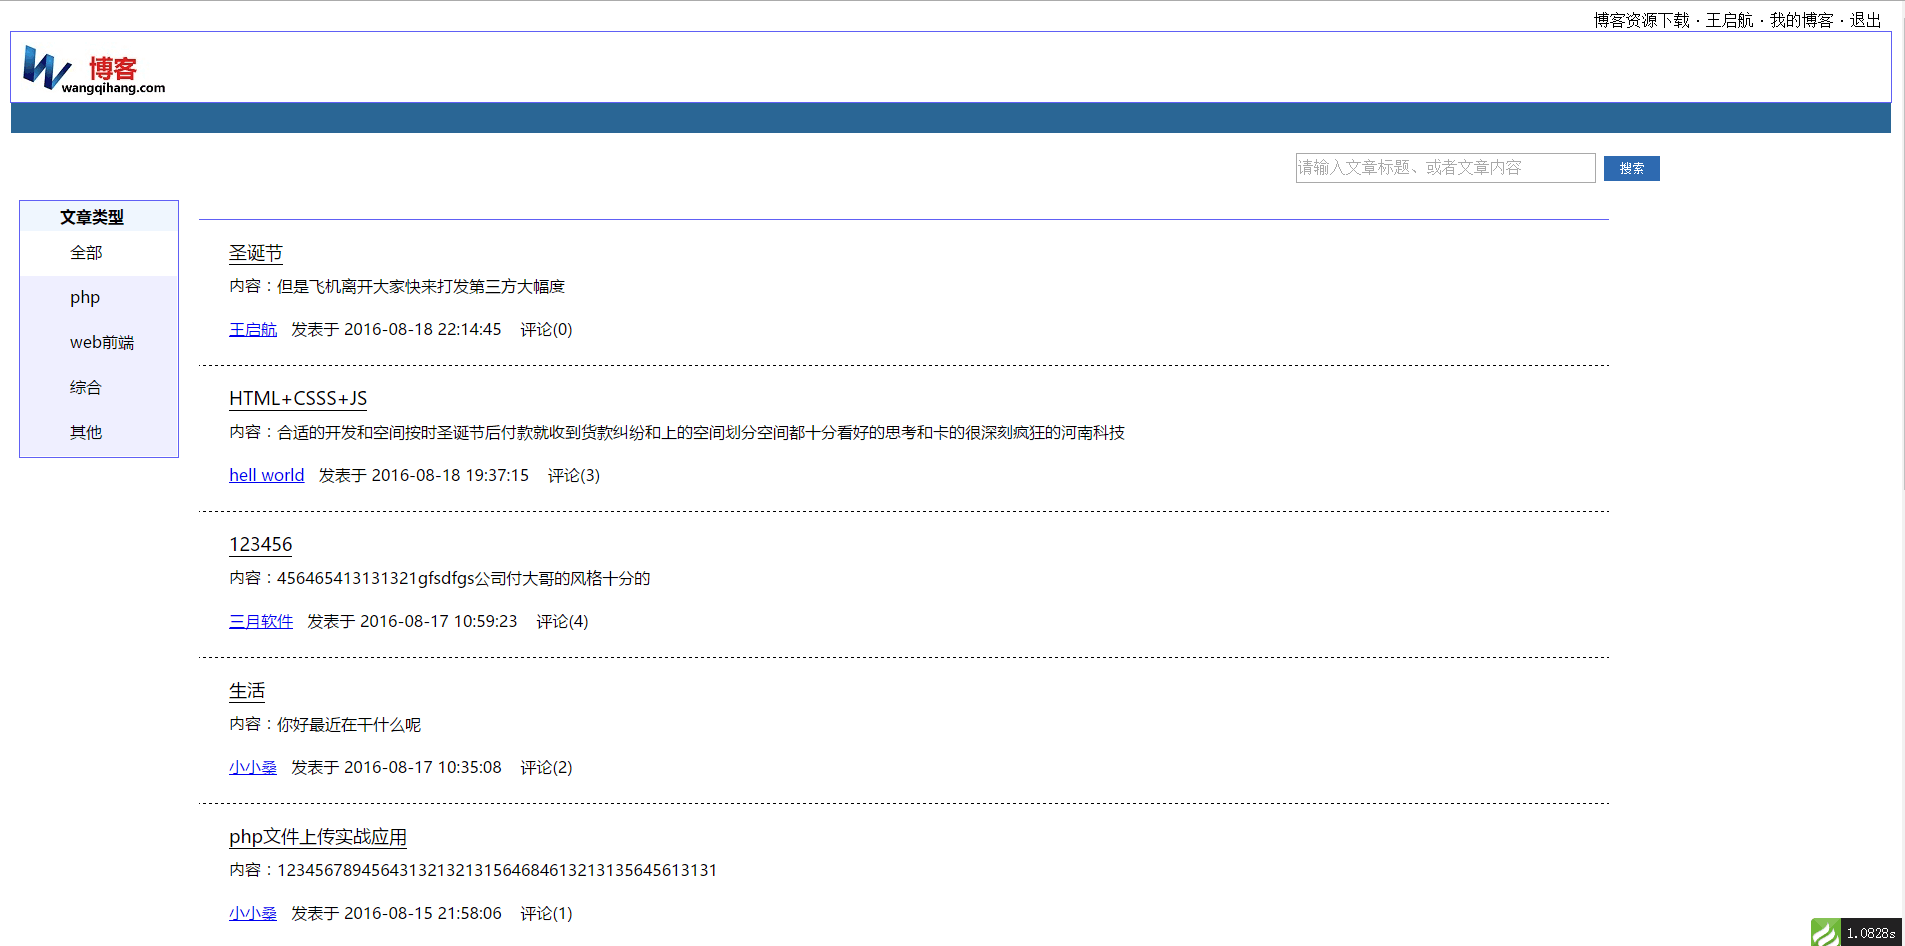 博客资源下载 · 王启航 · 我的博客 · 退出
博客
wangqihang.com
请输入文章标题、或者文章内容 搜索
文章类型
全部
php
web前端
综合
其他
圣诞节
内容：但是飞机离开大家快来打发第三方大幅度
王启航 发表于 2016-08-18 22:14:45 评论(0)
HTML+CSSS+JS
内容：合适的开发和空间按时圣诞节后付款就收到货款纠纷和上的空间划分空间都十分看好的思考和卡的很深刻疯狂的河南科技
hell world 发表于 2016-08-18 19:37:15 评论(3)
123456
内容：456465413131321gfsdfgs公司付大哥的风格十分的
三月软件 发表于 2016-08-17 10:59:23 评论(4)
生活
内容：你好最近在干什么呢
小小桑 发表于 2016-08-17 10:35:08 评论(2)
php文件上传实战应用
内容：1234567894564313213213156468461321313564561​3131
小小桑 发表于 2016-08-15 21:58:06 评论(1)
1.0828s